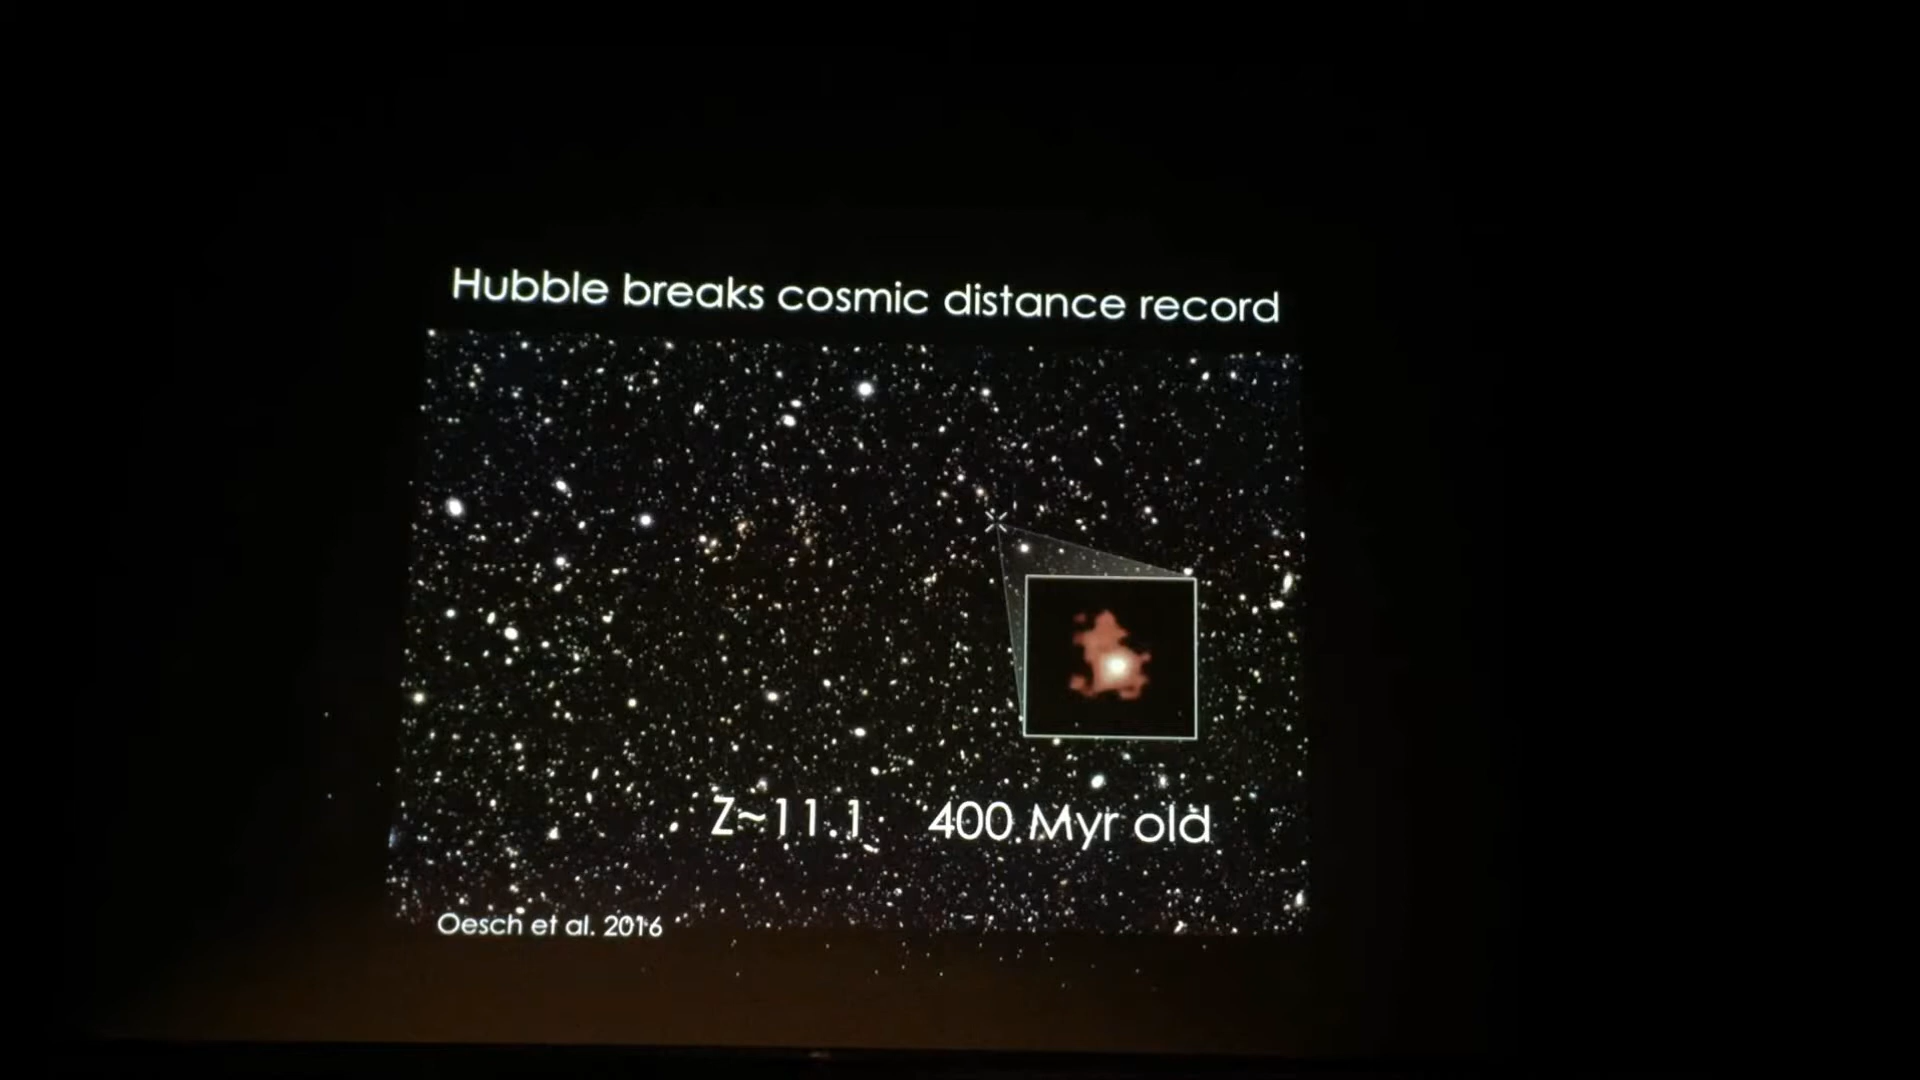 Hubble breaks cosmic distance record
Z~11.1 400 Myr old
Oesch et al. 2016